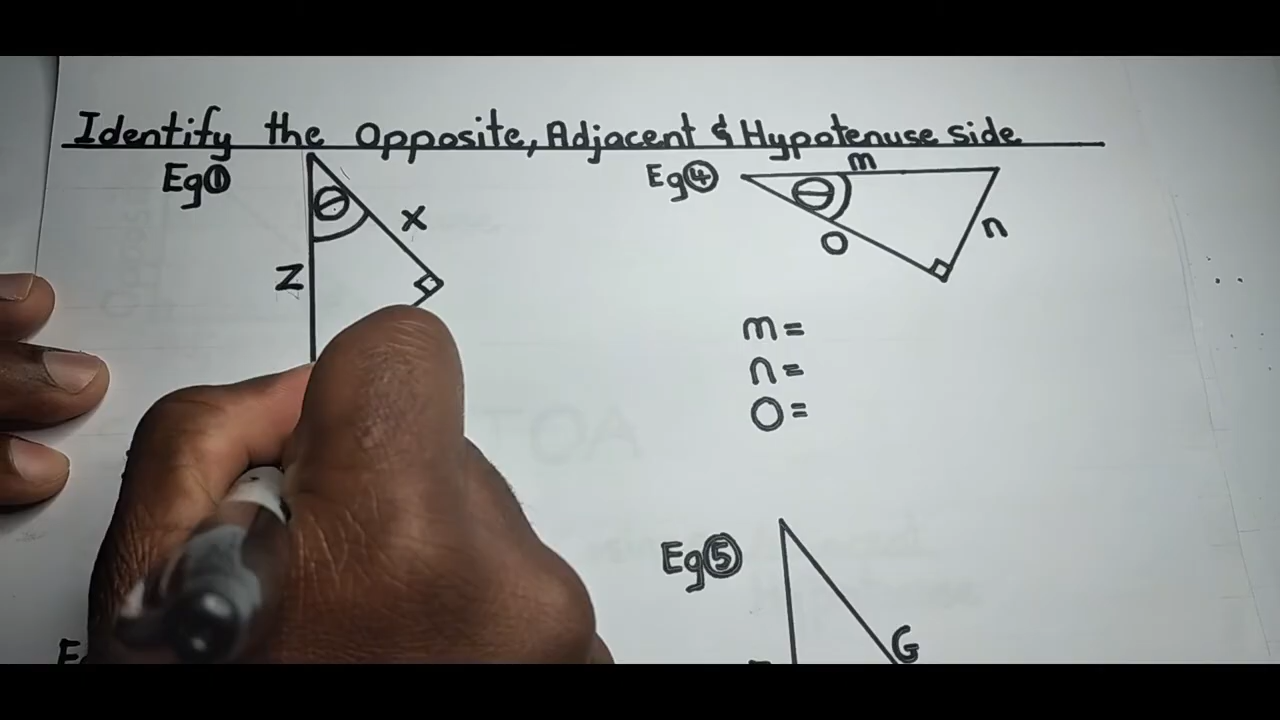 Identify the Opposite, Adjacent & Hypotenuse side
Eg①
θ
x
z
Eg④
m
θ
n
o
m=
n=
o=
Eg⑤
G